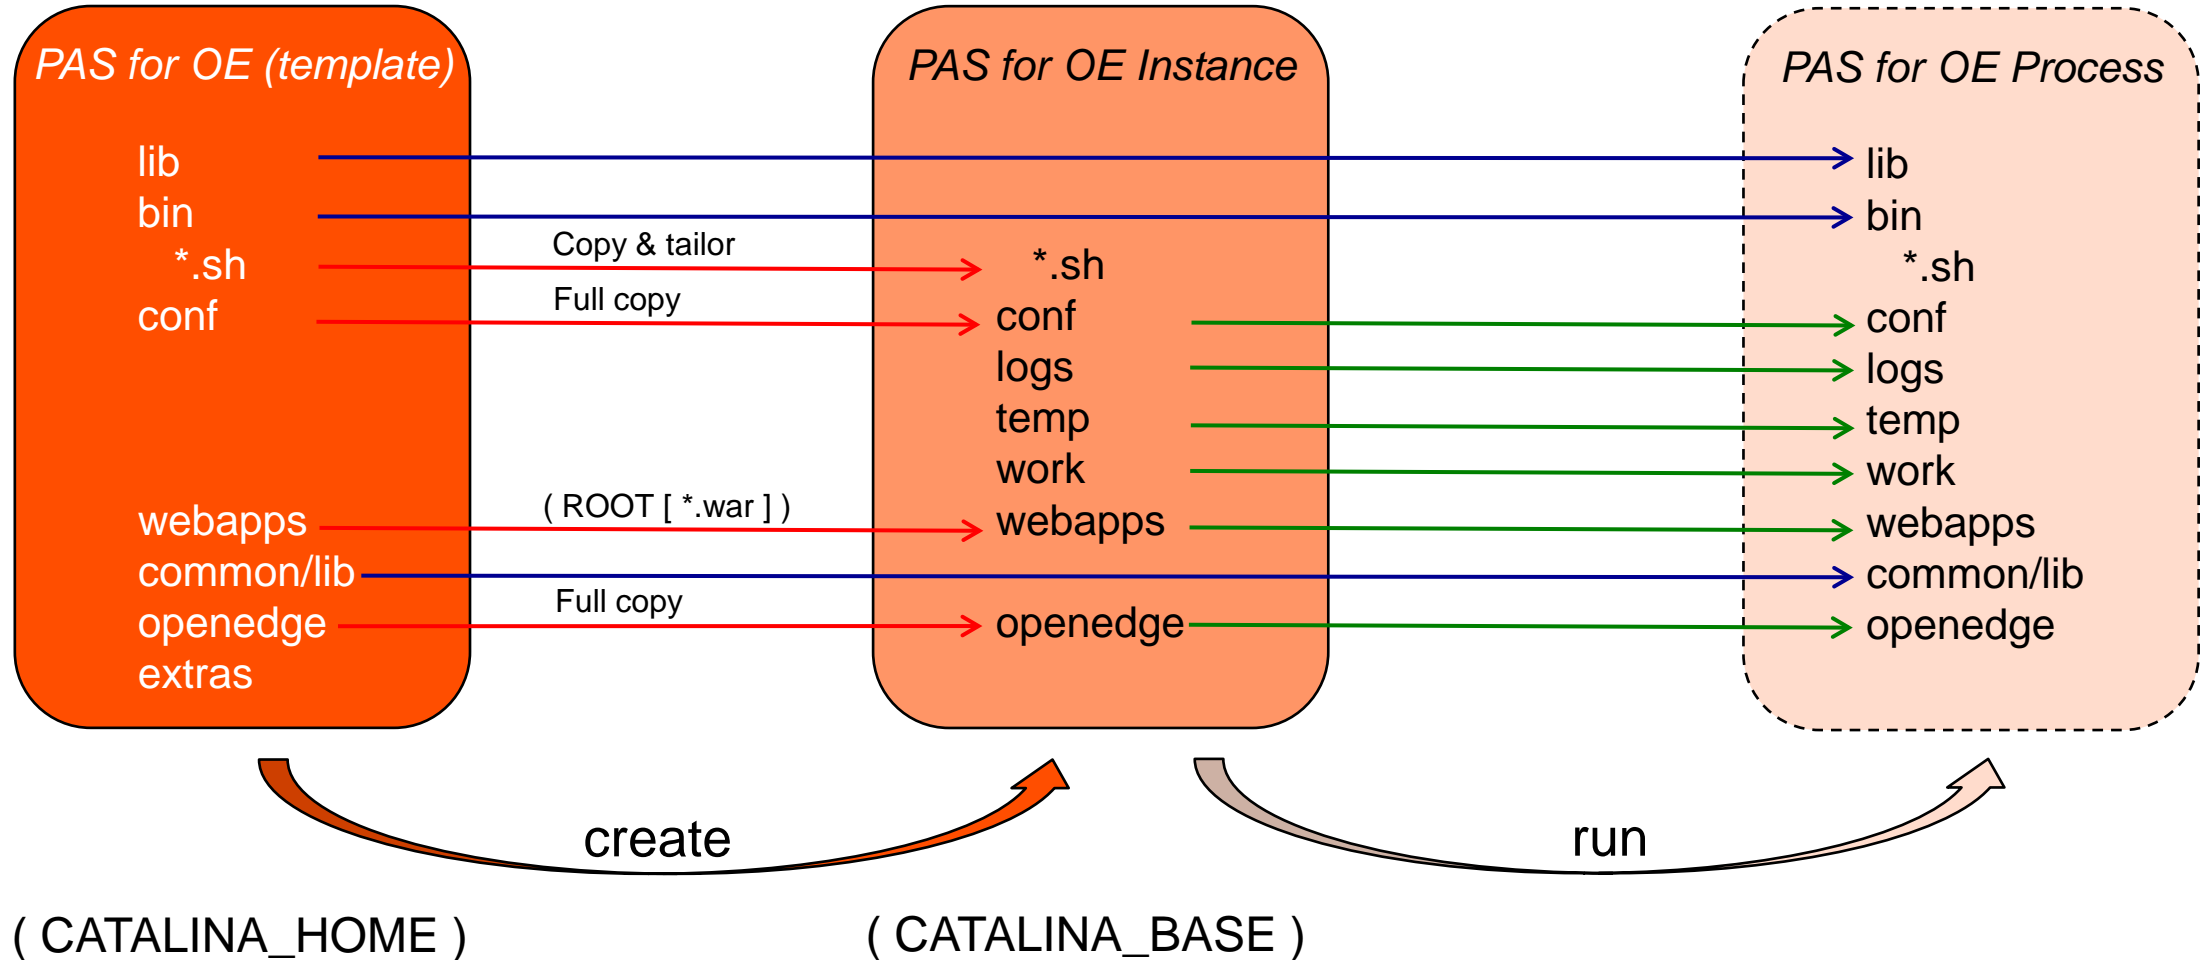 PAS for OE (template)
lib
bin
*.sh
conf
webapps
common/lib
openedge
extras
Copy & tailor
Full copy
( ROOT [ *.war ] )
Full copy
PAS for OE Instance
*.sh
conf
logs
temp
work
webapps
openedge
PAS for OE Process
lib
bin
*.sh
conf
logs
temp
work
webapps
common/lib
openedge
create
run
( CATALINA_HOME )
( CATALINA_BASE )